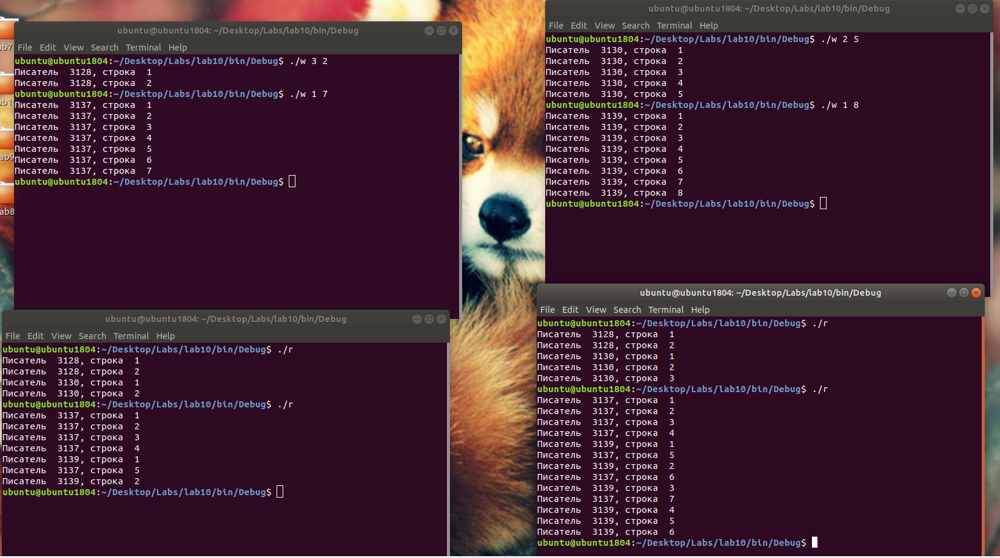 ubuntu@ubuntu1804: ~/Desktop/Labs/lab10/bin/Debug
File Edit View Search Terminal Help
ubuntu@ubuntu1804:~/Desktop/Labs/lab10/bin/Debug$ ./w 3 2
Писатель  3128, строка  1
Писатель  3128, строка  2
ubuntu@ubuntu1804:~/Desktop/Labs/lab10/bin/Debug$ ./w 1 7
Писатель  3137, строка  1
Писатель  3137, строка  2
Писатель  3137, строка  3
Писатель  3137, строка  4
Писатель  3137, строка  5
Писатель  3137, строка  6
Писатель  3137, строка  7
ubuntu@ubuntu1804:~/Desktop/Labs/lab10/bin/Debug$
ubuntu@ubuntu1804: ~/Desktop/Labs/lab10/bin/Debug
File Edit View Search Terminal Help
ubuntu@ubuntu1804:~/Desktop/Labs/lab10/bin/Debug$ ./w 2 5
Писатель  3130, строка  1
Писатель  3130, строка  2
Писатель  3130, строка  3
Писатель  3130, строка  4
Писатель  3130, строка  5
ubuntu@ubuntu1804:~/Desktop/Labs/lab10/bin/Debug$ ./w 1 8
Писатель  3139, строка  1
Писатель  3139, строка  2
Писатель  3139, строка  3
Писатель  3139, строка  4
Писатель  3139, строка  5
Писатель  3139, строка  6
Писатель  3139, строка  7
Писатель  3139, строка  8
ubuntu@ubuntu1804:~/Desktop/Labs/lab10/bin/Debug$
ubuntu@ubuntu1804: ~/Desktop/Labs/lab10/bin/Debug
File Edit View Search Terminal Help
ubuntu@ubuntu1804:~/Desktop/Labs/lab10/bin/Debug$ ./r
Писатель  3128, строка  1
Писатель  3128, строка  2
Писатель  3130, строка  1
Писатель  3130, строка  2
ubuntu@ubuntu1804:~/Desktop/Labs/lab10/bin/Debug$ ./r
Писатель  3137, строка  1
Писатель  3137, строка  2
Писатель  3137, строка  3
Писатель  3137, строка  4
Писатель  3139, строка  1
Писатель  3137, строка  5
Писатель  3139, строка  2
ubuntu@ubuntu1804:~/Desktop/Labs/lab10/bin/Debug$
ubuntu@ubuntu1804: ~/Desktop/Labs/lab10/bin/Debug
File Edit View Search Terminal Help
ubuntu@ubuntu1804:~/Desktop/Labs/lab10/bin/Debug$ ./r
Писатель  3128, строка  1
Писатель  3128, строка  2
Писатель  3130, строка  1
Писатель  3130, строка  2
Писатель  3130, строка  3
ubuntu@ubuntu1804:~/Desktop/Labs/lab10/bin/Debug$ ./r
Писатель  3137, строка  1
Писатель  3137, строка  2
Писатель  3137, строка  3
Писатель  3137, строка  4
Писатель  3139, строка  1
Писатель  3137, строка  5
Писатель  3139, строка  2
Писатель  3137, строка  6
Писатель  3139, строка  3
Писатель  3137, строка  7
Писатель  3139, строка  4
Писатель  3139, строка  5
Писатель  3139, строка  6
ubuntu@ubuntu1804:~/Desktop/Labs/lab10/bin/Debug$